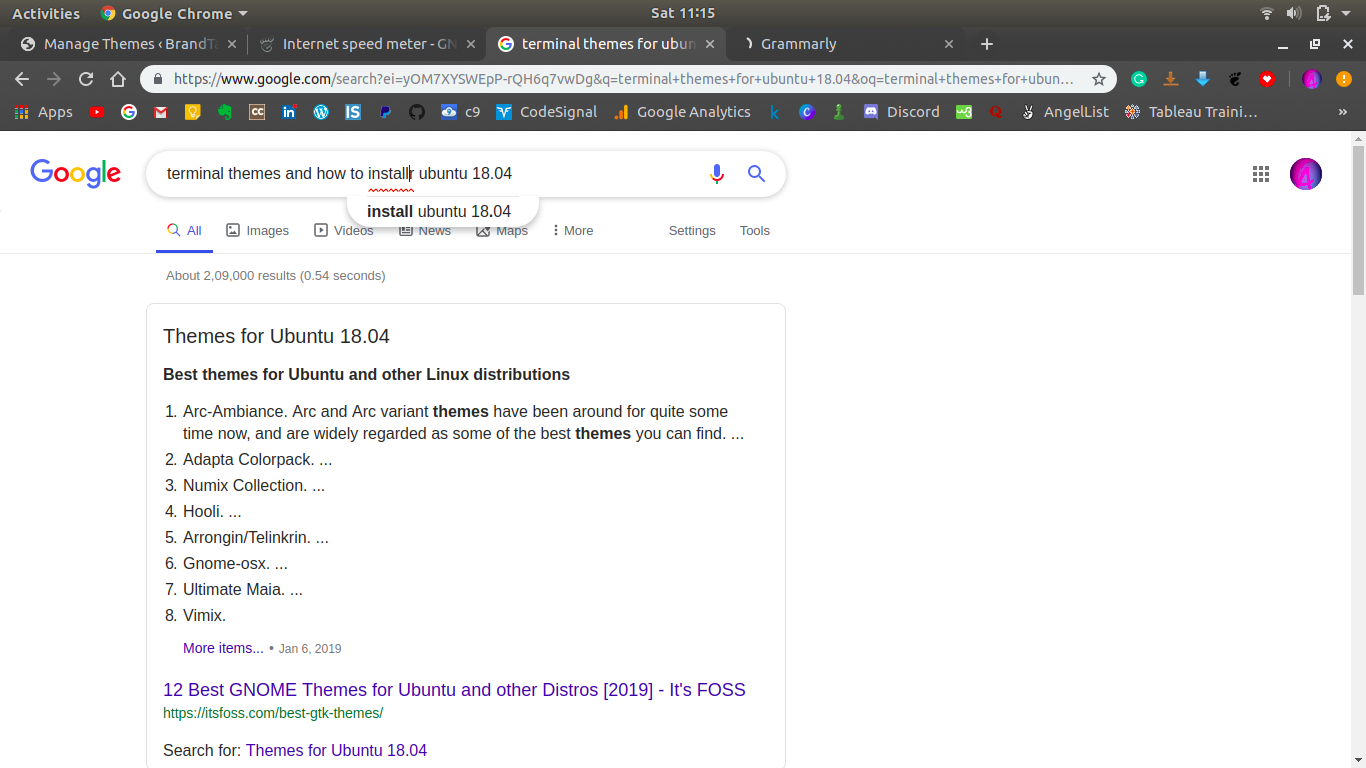 Activities Google Chrome Sat 11:15
Manage Themes ‹ BrandTa Internet speed meter - GN terminal themes for ubun Grammarly
https://www.google.com/search?ei=yOM7XYSWEpP-rQH6q7vwDg&q=terminal+themes+for+ubuntu+18.04&oq=terminal+themes+for+ubun…
Apps CC IS c9 CodeSignal Google Analytics k Discord w3 Q AngelList Tableau Traini… »
Google terminal themes and how to installr ubuntu 18.04
install ubuntu 18.04
All Images Videos News Maps More Settings Tools
About 2,09,000 results (0.54 seconds)
Themes for Ubuntu 18.04
Best themes for Ubuntu and other Linux distributions
1. Arc-Ambiance. Arc and Arc variant themes have been around for quite some
time now, and are widely regarded as some of the best themes you can find. ...
2. Adapta Colorpack. ...
3. Numix Collection. ...
4. Hooli. ...
5. Arrongin/Telinkrin. ...
6. Gnome-osx. ...
7. Ultimate Maia. ...
8. Vimix.
More items... • Jan 6, 2019
12 Best GNOME Themes for Ubuntu and other Distros [2019] - It's FOSS
https://itsfoss.com/best-gtk-themes/
Search for: Themes for Ubuntu 18.04